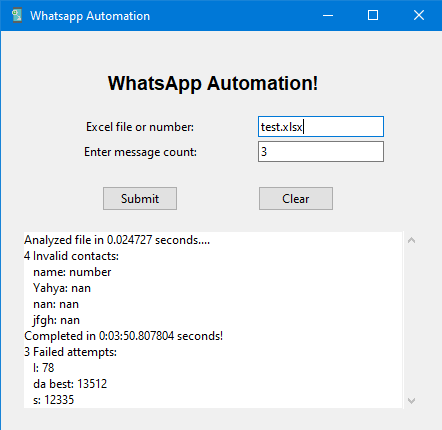 Whatsapp Automation
WhatsApp Automation!
Excel file or number: test.xlsx
Enter message count: 3
Submit Clear
Analyzed file in 0.024727 seconds....
4 Invalid contacts:
name: number
Yahya: nan
nan: nan
jfgh: nan
Completed in 0:03:50.807804 seconds!
3 Failed attempts:
l: 78
da best: 13512
s: 12335